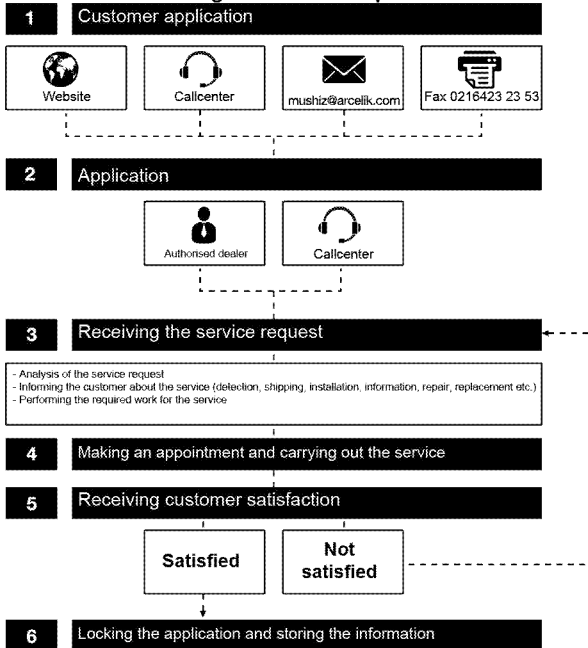 1 Customer application
Website
Callcenter
mushiz@arcelik.com
Fax 0216423 23 53
2 Application
Authorised dealer
Callcenter
3 Receiving the service request
- Analysis of the service request
- Informing the customer about the service (detection, shipping, installation, information, repair, replacement etc.)
- Performing the required work for the service
4 Making an appointment and carrying out the service
5 Receiving customer satisfaction
Satisfied
Not
satisfied
6 Locking the application and storing the information